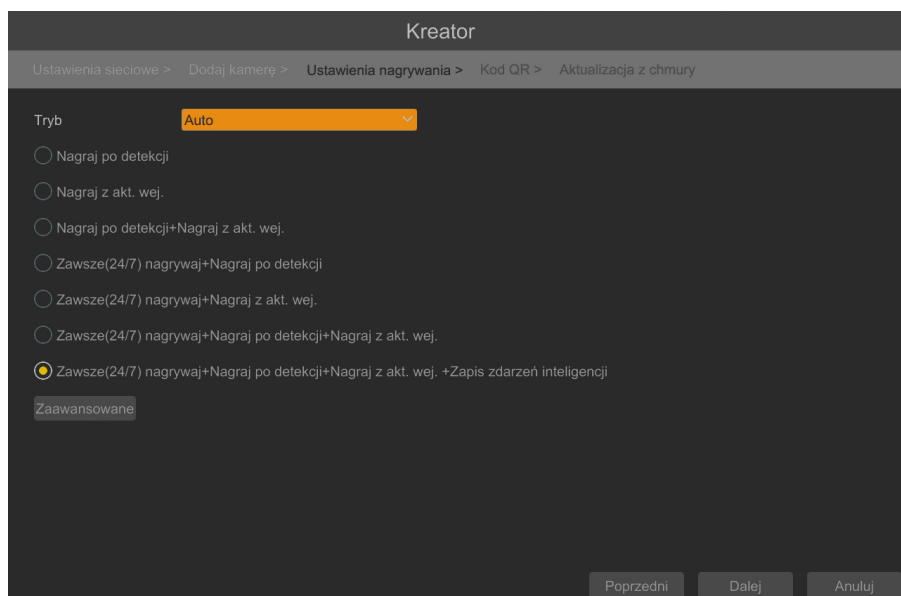 Kreator
Ustawienia sieciowe > Dodaj kamerę > Ustawienia nagrywania > Kod QR > Aktualizacja z chmury
Tryb Auto
Nagraj po detekcji
Nagraj z akt. wej.
Nagraj po detekcji+Nagraj z akt. wej.
Zawsze(24/7) nagrywaj+Nagraj po detekcji
Zawsze(24/7) nagrywaj+Nagraj z akt. wej.
Zawsze(24/7) nagrywaj+Nagraj po detekcji+Nagraj z akt. wej.
Zawsze(24/7) nagrywaj+Nagraj po detekcji+Nagraj z akt. wej. +Zapis zdarzeń inteligencji
Zaawansowane
Poprzedni Dalej Anuluj